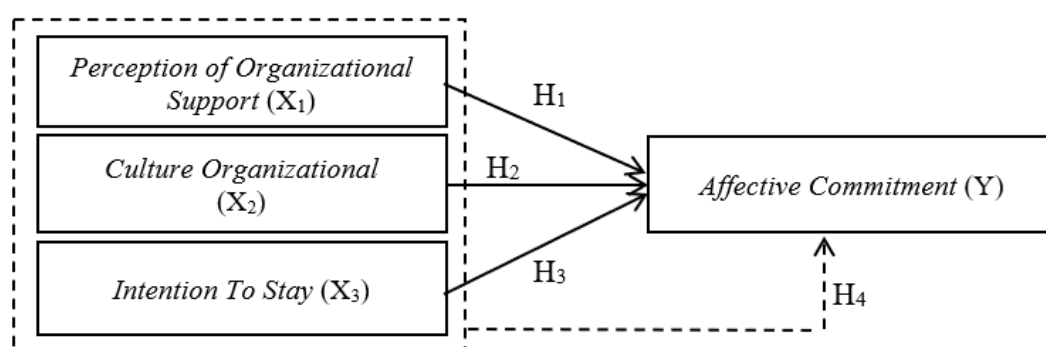 Perception of Organizational
Support (X₁)
H₁
Culture Organizational
(X₂)
H₂
Affective Commitment (Y)
Intention To Stay (X₃)
H₃
H₄